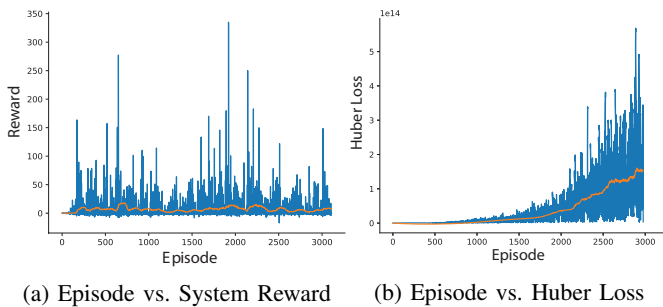 350
300
250
200
150
100
50
0
Reward
0 500 1000 1500 2000 2500 3000
Episode
(a) Episode vs. System Reward
1e14
5
4
3
2
1
0
Huber Loss
0 500 1000 1500 2000 2500 3000
Episode
(b) Episode vs. Huber Loss